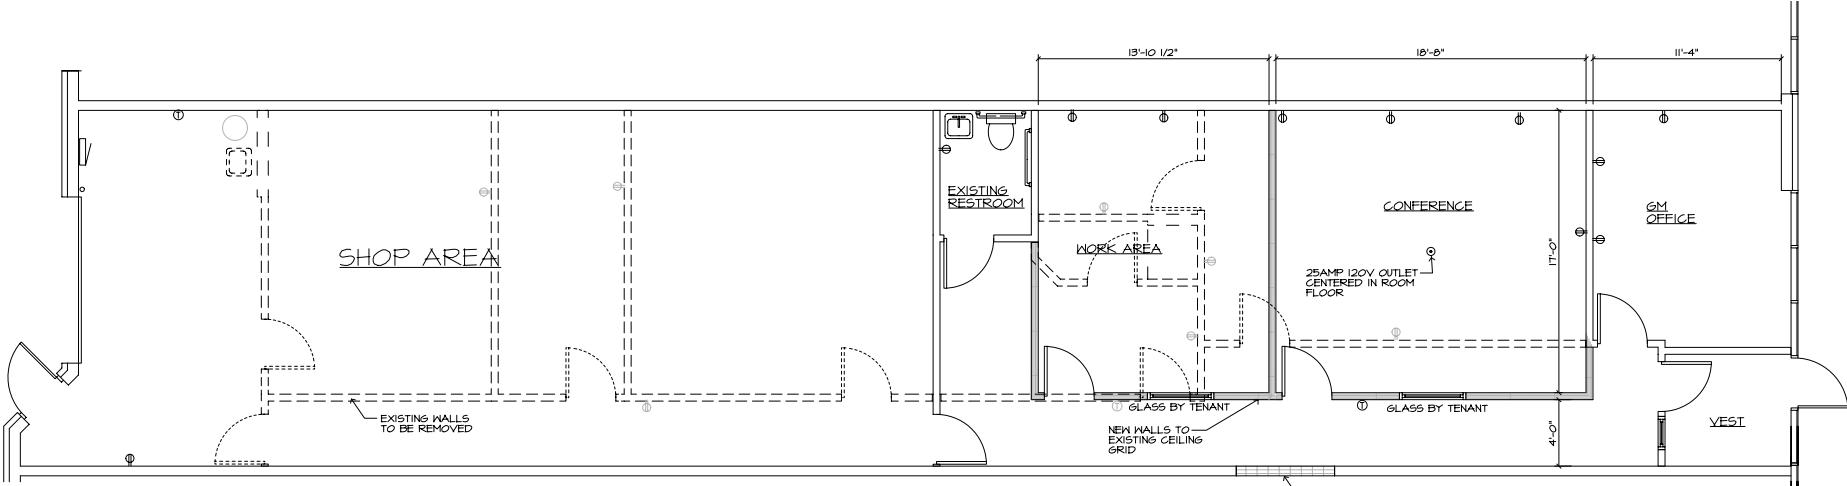 13'-10 1/2"
18'-8"
11'-4"
EXISTING
RESTROOM
CONFERENCE
GM
OFFICE
SHOP AREA
WORK AREA
17'-0"
25AMP 120V OUTLET
CENTERED IN ROOM
FLOOR
EXISTING WALLS
TO BE REMOVED
GLASS BY TENANT
GLASS BY TENANT
NEW WALLS TO
EXISTING CEILING
GRID
4'-0"
VEST